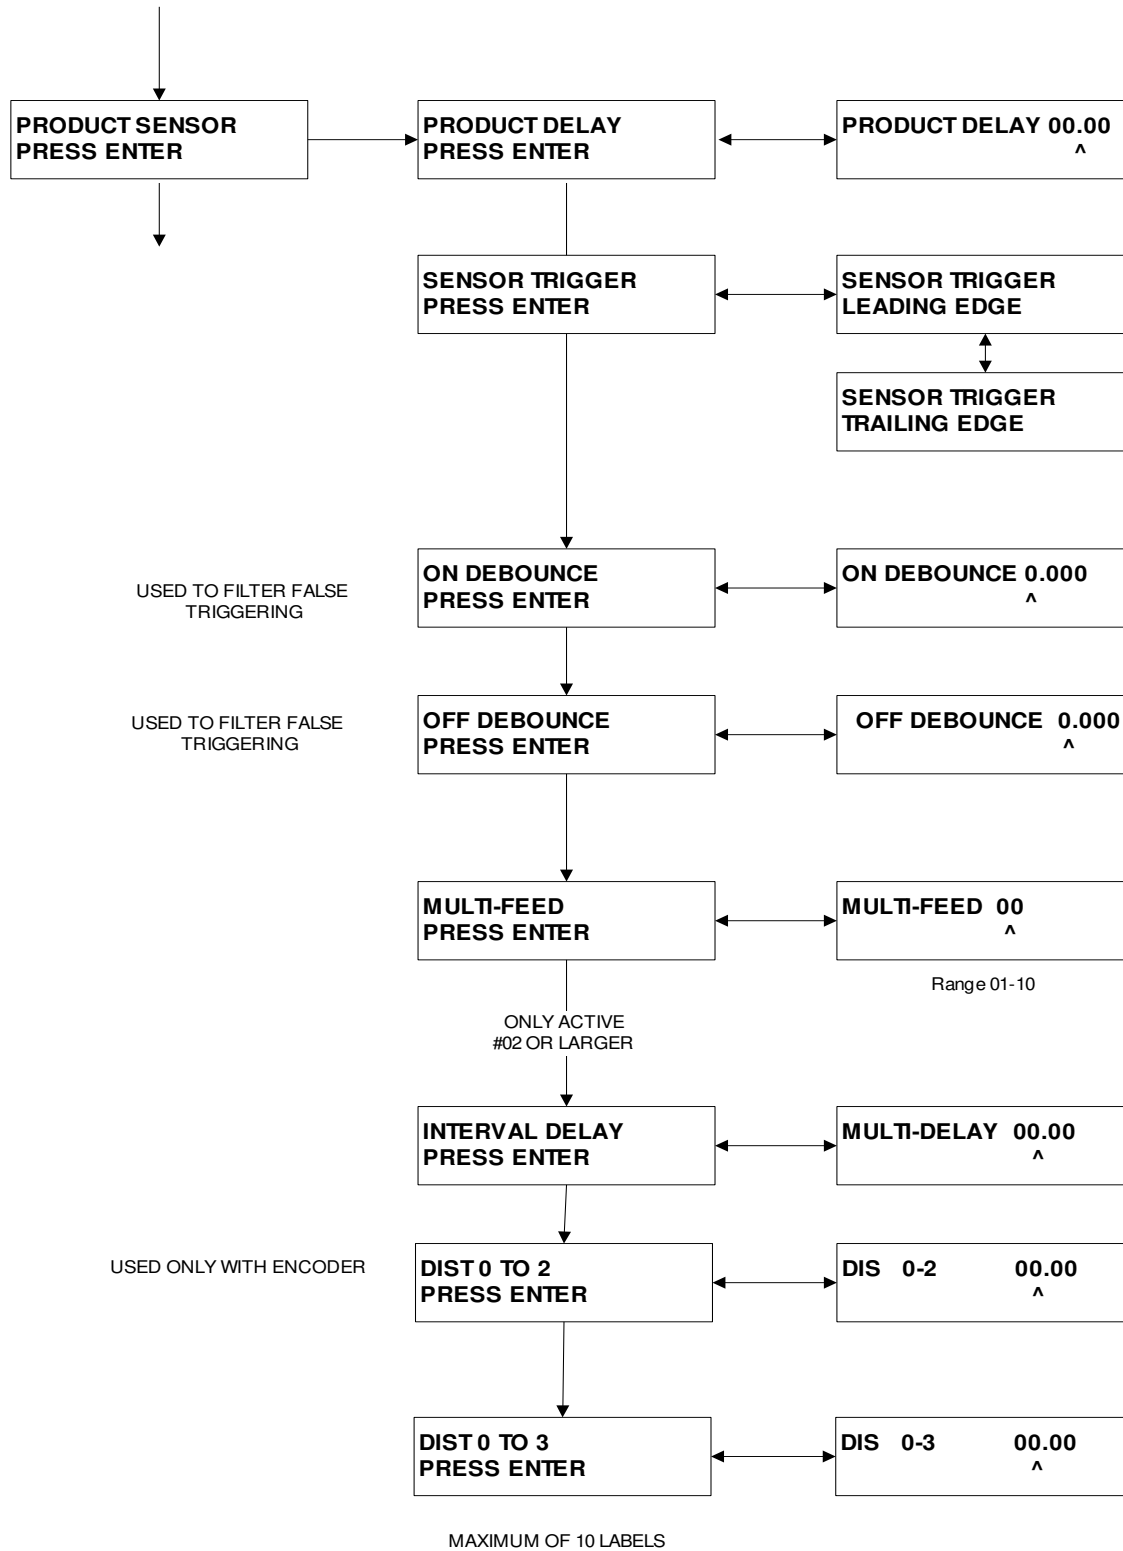 PRODUCT SENSOR
PRESS ENTER
PRODUCT DELAY
PRESS ENTER
PRODUCT DELAY 00.00
^
SENSOR TRIGGER
PRESS ENTER
SENSOR TRIGGER
LEADING EDGE
SENSOR TRIGGER
TRAILING EDGE
USED TO FILTER FALSE
TRIGGERING
ON DEBOUNCE
PRESS ENTER
ON DEBOUNCE 0.000
^
USED TO FILTER FALSE
TRIGGERING
OFF DEBOUNCE
PRESS ENTER
OFF DEBOUNCE 0.000
^
MULTI-FEED
PRESS ENTER
MULTI-FEED 00
^
Range 01-10
ONLY ACTIVE
#02 OR LARGER
INTERVAL DELAY
PRESS ENTER
MULTI-DELAY 00.00
^
USED ONLY WITH ENCODER
DIST 0 TO 2
PRESS ENTER
DIS 0-2 00.00
^
DIST 0 TO 3
PRESS ENTER
DIS 0-3 00.00
^
MAXIMUM OF 10 LABELS